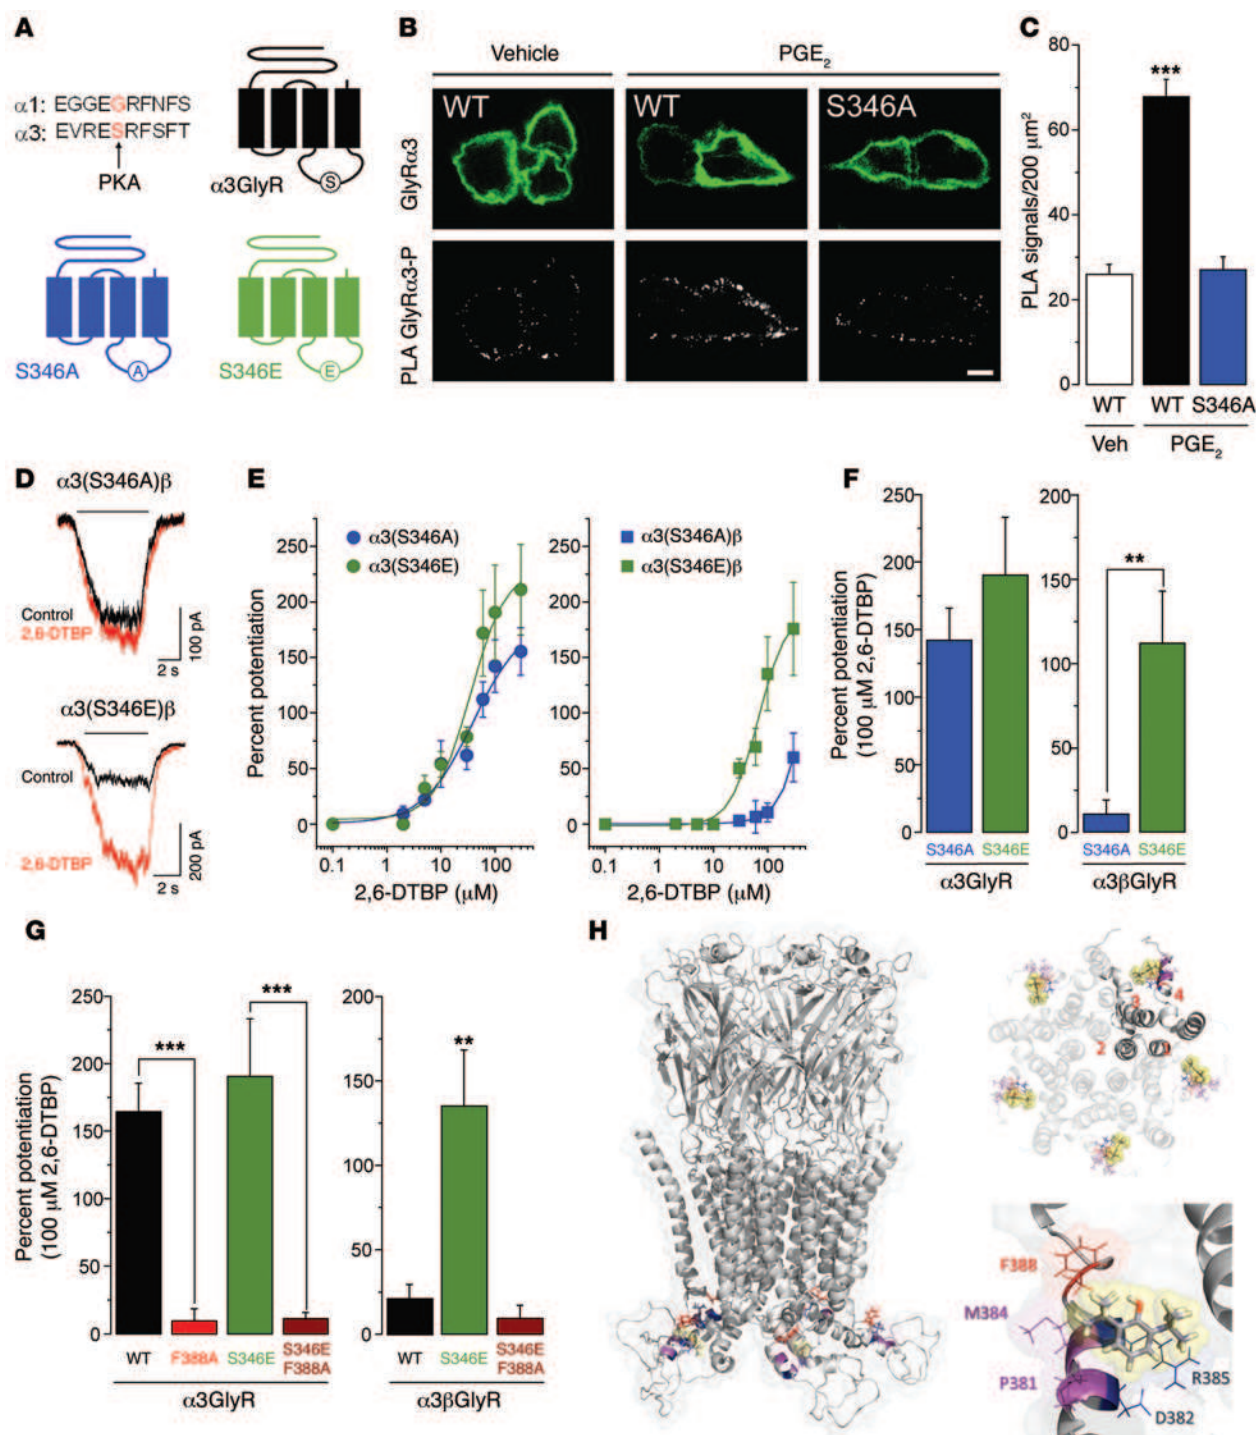 A
α1: EGGEGRFNFS
α3: EVRESRFSFT
PKA
α3GlyR
S
S346A
A
S346E
E
B
Vehicle
PGE2
WT
WT
S346A
GlyRα3
PLA GlyRα3-P
C
PLA signals/200 μm²
80
60
40
20
0
***
WT
WT
S346A
Veh
PGE2
D
α3(S346A)β
Control
2,6-DTBP
100 pA
2 s
α3(S346E)β
Control
2,6-DTBP
200 pA
2 s
E
Percent potentiation
250
200
150
100
50
0
α3(S346A)
α3(S346E)
0.1
1
10
100
2,6-DTBP (μM)
250
200
150
100
50
0
α3(S346A)β
α3(S346E)β
0.1
1
10
100
2,6-DTBP (μM)
F
Percent potentiation
(100 μM 2,6-DTBP)
250
200
150
100
50
0
S346A
S346E
α3GlyR
200
150
100
50
0
**
S346A
S346E
α3βGlyR
G
Percent potentiation
(100 μM 2,6-DTBP)
250
200
150
100
50
0
***
***
WT
F388A
S346E
S346E
F388A
α3GlyR
200
150
100
50
0
**
WT
S346E
S346E
F388A
α3βGlyR
H
3
4
2
1
F388
M384
P381
R385
D382